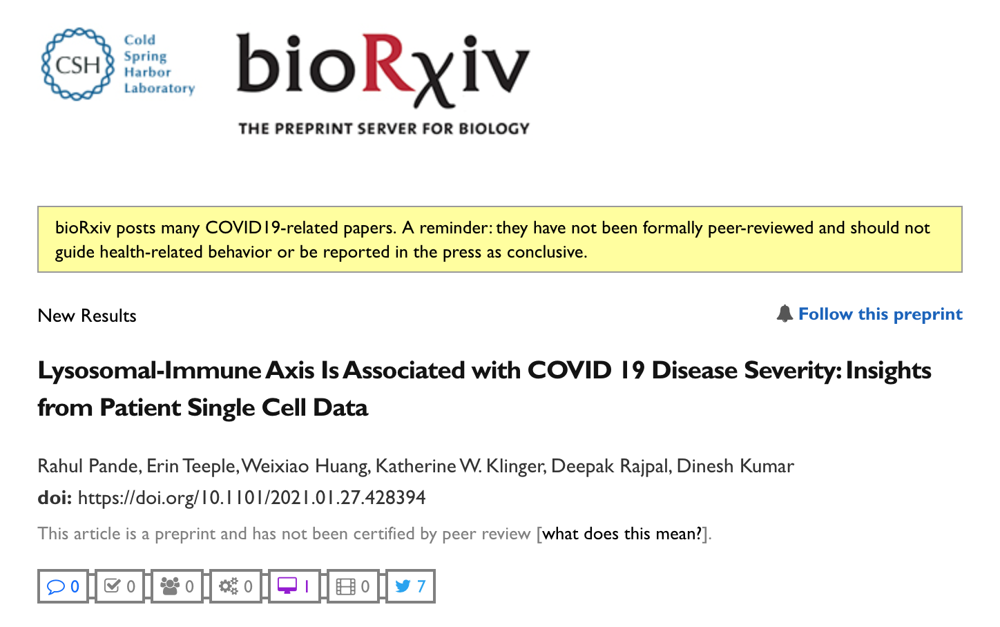 CSH
Cold
Spring
Harbor
Laboratory
bioRχiv
THE PREPRINT SERVER FOR BIOLOGY
bioRxiv posts many COVID19-related papers. A reminder: they have not been formally peer-reviewed and should not
guide health-related behavior or be reported in the press as conclusive.
New Results
Follow this preprint
Lysosomal-Immune Axis Is Associated with COVID 19 Disease Severity: Insights
from Patient Single Cell Data
Rahul Pande, Erin Teeple, Weixiao Huang, Katherine W. Klinger, Deepak Rajpal, Dinesh Kumar
doi: https://doi.org/10.1101/2021.01.27.428394
This article is a preprint and has not been certified by peer review [what does this mean?].
0 0 0 0 1 0 7